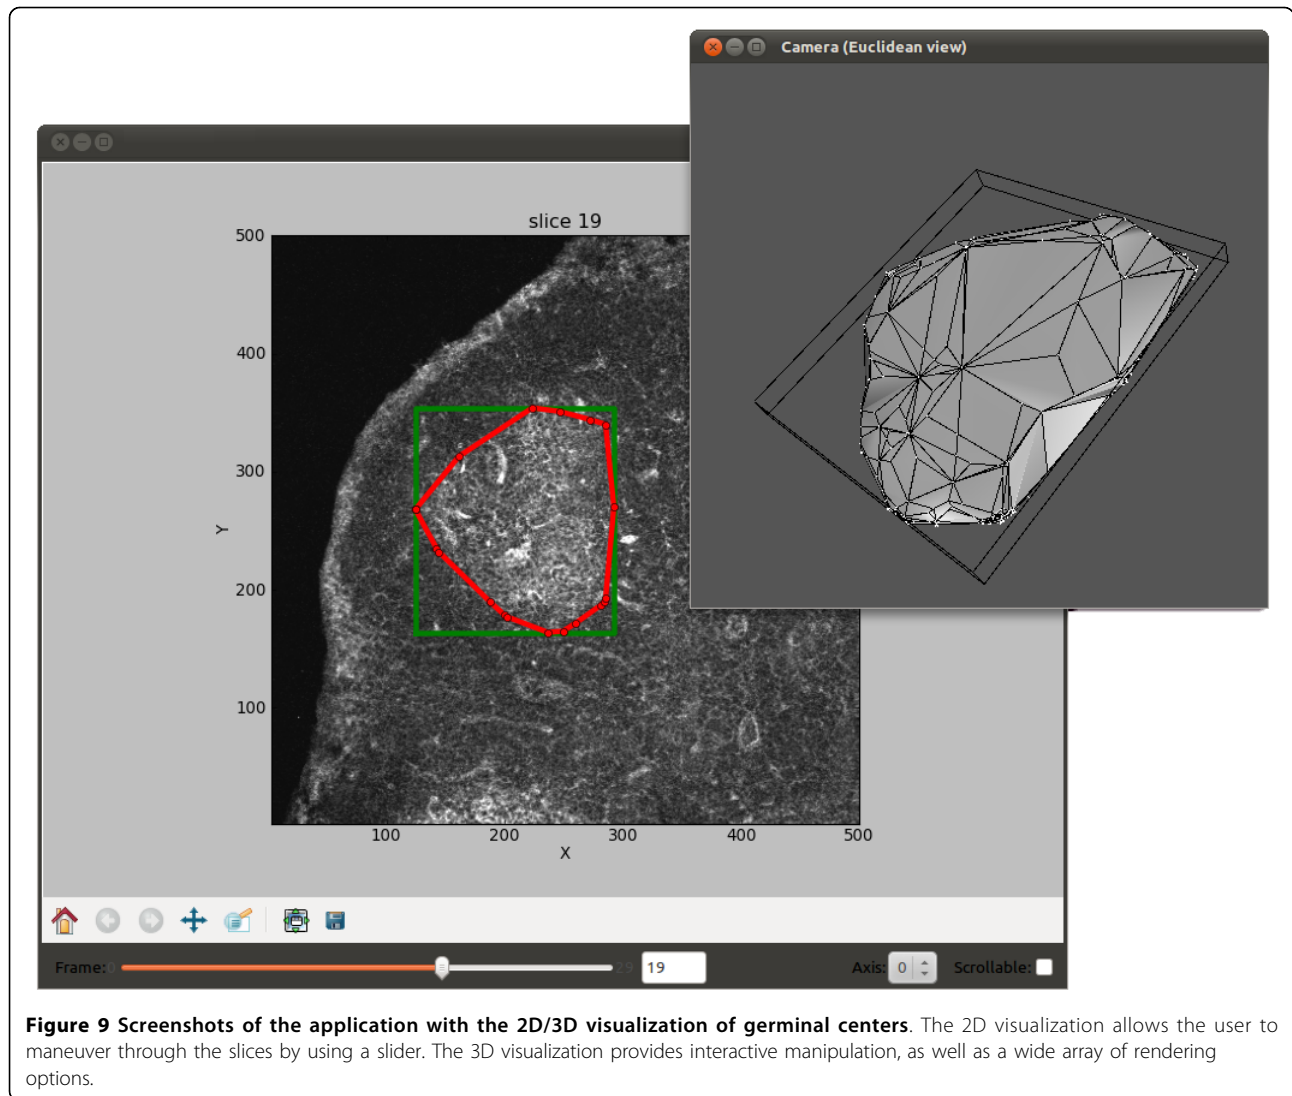 Camera (Euclidean view)
slice 19
500
400
300
200
100
Y
100 200 300 400 500
X
Frame: 0 29 19 Axis: 0 Scrollable:
Figure 9 Screenshots of the application with the 2D/3D visualization of germinal centers. The 2D visualization allows the user to
maneuver through the slices by using a slider. The 3D visualization provides interactive manipulation, as well as a wide array of rendering
options.